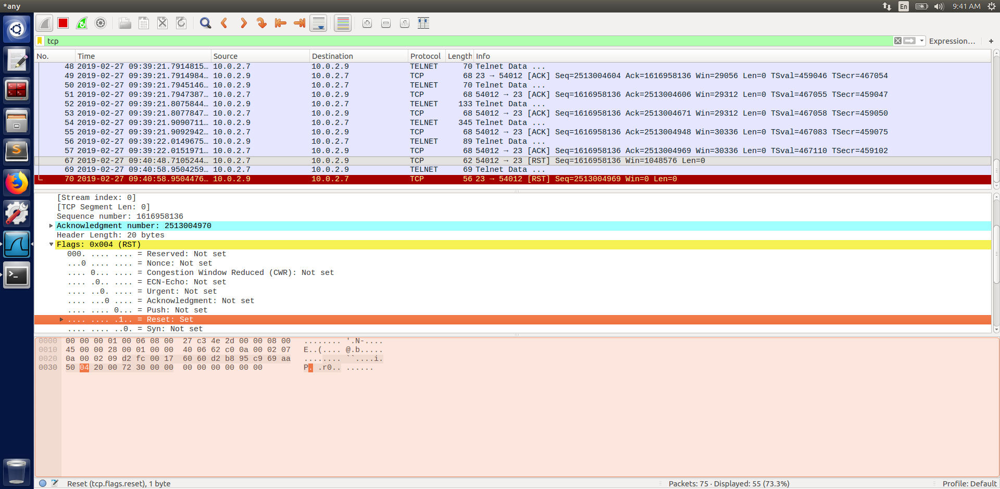 *any
En
9:41 AM
tcp
Expression…
+
No. Time Source Destination Protocol Length Info
48 2019-02-27 09:39:21.7914815… 10.0.2.7 10.0.2.9 TELNET 70 Telnet Data ...
49 2019-02-27 09:39:21.7914984… 10.0.2.9 10.0.2.7 TCP 68 23 → 54012 [ACK] Seq=2513004604 Ack=1616958136 Win=29056 Len=0 TSval=459046 TSecr=467054
50 2019-02-27 09:39:21.7945146… 10.0.2.9 10.0.2.7 TELNET 70 Telnet Data ...
51 2019-02-27 09:39:21.7947387… 10.0.2.7 10.0.2.9 TCP 68 54012 → 23 [ACK] Seq=1616958136 Ack=2513004606 Win=29312 Len=0 TSval=467055 TSecr=459047
52 2019-02-27 09:39:21.8075844… 10.0.2.9 10.0.2.7 TELNET 133 Telnet Data ...
53 2019-02-27 09:39:21.8077847… 10.0.2.7 10.0.2.9 TCP 68 54012 → 23 [ACK] Seq=1616958136 Ack=2513004671 Win=29312 Len=0 TSval=467058 TSecr=459050
54 2019-02-27 09:39:21.9090711… 10.0.2.9 10.0.2.7 TELNET 345 Telnet Data ...
55 2019-02-27 09:39:21.9092942… 10.0.2.7 10.0.2.9 TCP 68 54012 → 23 [ACK] Seq=1616958136 Ack=2513004948 Win=30336 Len=0 TSval=467083 TSecr=459075
56 2019-02-27 09:39:22.0149675… 10.0.2.9 10.0.2.7 TELNET 89 Telnet Data ...
57 2019-02-27 09:39:22.0151971… 10.0.2.7 10.0.2.9 TCP 68 54012 → 23 [ACK] Seq=1616958136 Ack=2513004969 Win=30336 Len=0 TSval=467110 TSecr=459102
67 2019-02-27 09:40:48.7105244… 10.0.2.7 10.0.2.9 TCP 62 54012 → 23 [RST] Seq=1616958136 Win=1048576 Len=0
69 2019-02-27 09:40:58.9504259… 10.0.2.7 10.0.2.9 TELNET 69 Telnet Data ...
70 2019-02-27 09:40:58.9504476… 10.0.2.9 10.0.2.7 TCP 56 23 → 54012 [RST] Seq=2513004969 Win=0 Len=0
[Stream index: 0]
[TCP Segment Len: 0]
Sequence number: 1616958136
Acknowledgment number: 2513004970
Header Length: 20 bytes
Flags: 0x004 (RST)
000. .... .... = Reserved: Not set
...0 .... .... = Nonce: Not set
.... 0... .... = Congestion Window Reduced (CWR): Not set
.... .0.. .... = ECN-Echo: Not set
.... ..0. .... = Urgent: Not set
.... ...0 .... = Acknowledgment: Not set
.... .... 0... = Push: Not set
.... .... .1.. = Reset: Set
.... .... ..0. = Syn: Not set
0000 00 00 00 01 00 06 08 00 27 c3 4e 2d 00 00 08 00 ........ '.N-....
0010 45 00 00 28 00 01 00 00 40 06 62 c0 0a 00 02 07 E..(.... @.b.....
0020 0a 00 02 09 d2 fc 00 17 60 60 d2 b8 95 c9 69 aa ........ ``....i.
0030 50 04 20 00 72 30 00 00 00 00 00 00 00 00 P. .r0.. ......
Reset (tcp.flags.reset), 1 byte
Packets: 75 · Displayed: 55 (73.3%)
Profile: Default